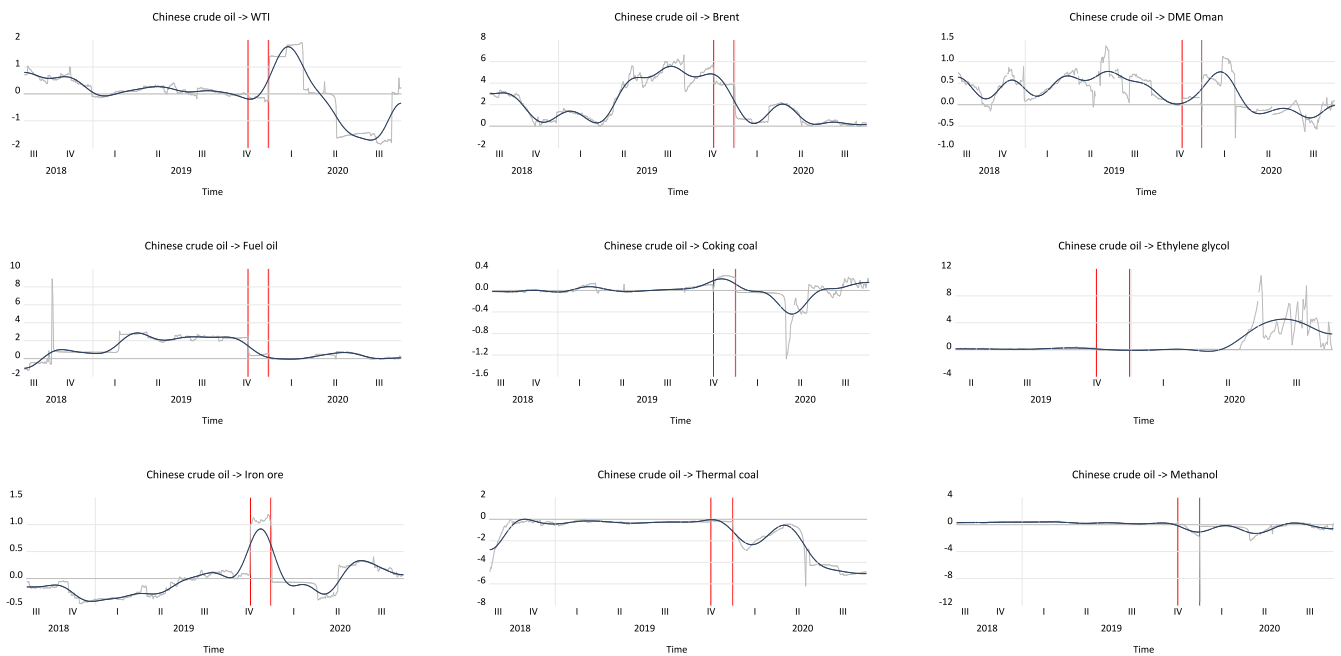 Chinese crude oil -> WTI
2
1
0
-1
-2
III IV I II III IV I II III
2018 2019 2020
Time
Chinese crude oil -> Brent
8
6
4
2
0
-2
III IV I II III IV I II III
2018 2019 2020
Time
Chinese crude oil -> DME Oman
1.5
1.0
0.5
0.0
-0.5
-1.0
III IV I II III IV I II III
2018 2019 2020
Time
Chinese crude oil -> Fuel oil
10
8
6
4
2
0
-2
III IV I II III IV I II III
2018 2019 2020
Time
Chinese crude oil -> Coking coal
0.4
0.0
-0.4
-0.8
-1.2
-1.6
III IV I II III IV I II III
2018 2019 2020
Time
Chinese crude oil -> Ethylene glycol
12
8
4
0
-4
II III IV I II III
2019 2020
Time
Chinese crude oil -> Iron ore
1.5
1.0
0.5
0.0
-0.5
III IV I II III IV I II III
2018 2019 2020
Time
Chinese crude oil -> Thermal coal
2
0
-2
-4
-6
-8
III IV I II III IV I II III
2018 2019 2020
Time
Chinese crude oil -> Methanol
4
0
-4
-8
-12
III IV I II III IV I II III
2018 2019 2020
Time